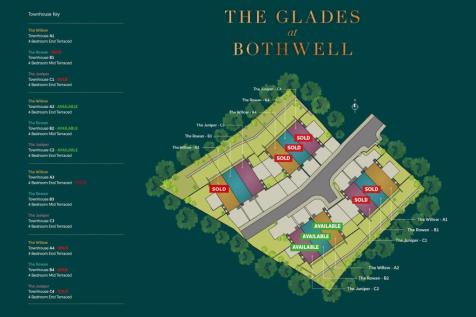 Townhouse Key
The Willow
Townhouse A1
4 Bedroom End Terraced
The Rowan - SOLD
Townhouse B1
4 Bedroom Mid Terraced
The Juniper
Townhouse C1 - SOLD
4 Bedroom End Terraced
The Willow
Townhouse A2 - AVAILABLE
4 Bedroom End Terraced
The Rowan
Townhouse B2 - AVAILABLE
4 Bedroom Mid Terraced
The Juniper
Townhouse C2 - AVAILABLE
4 Bedroom End Terraced
The Willow
Townhouse A3
4 Bedroom End Terraced
The Rowan
Townhouse B3
4 Bedroom Mid Terraced
The Juniper
Townhouse C3
4 Bedroom End Terraced
The Willow
Townhouse A4 - SOLD
4 Bedroom End Terraced
The Rowan
Townhouse B4 - SOLD
4 Bedroom Mid Terraced
The Juniper
Townhouse C4 - SOLD
4 Bedroom End Terraced
THE GLADES
at
BOTHWELL
The Juniper - C4
The Rowan - B4
The Willow - A4
The Juniper - C3
The Rowan - B3
The Willow - A3
SOLD
SOLD
SOLD
SOLD
SOLD
SOLD
AVAILABLE
AVAILABLE
AVAILABLE
The Willow - A1
The Rowan - B1
The Juniper - C1
The Willow - A2
The Rowan - B2
The Juniper - C2